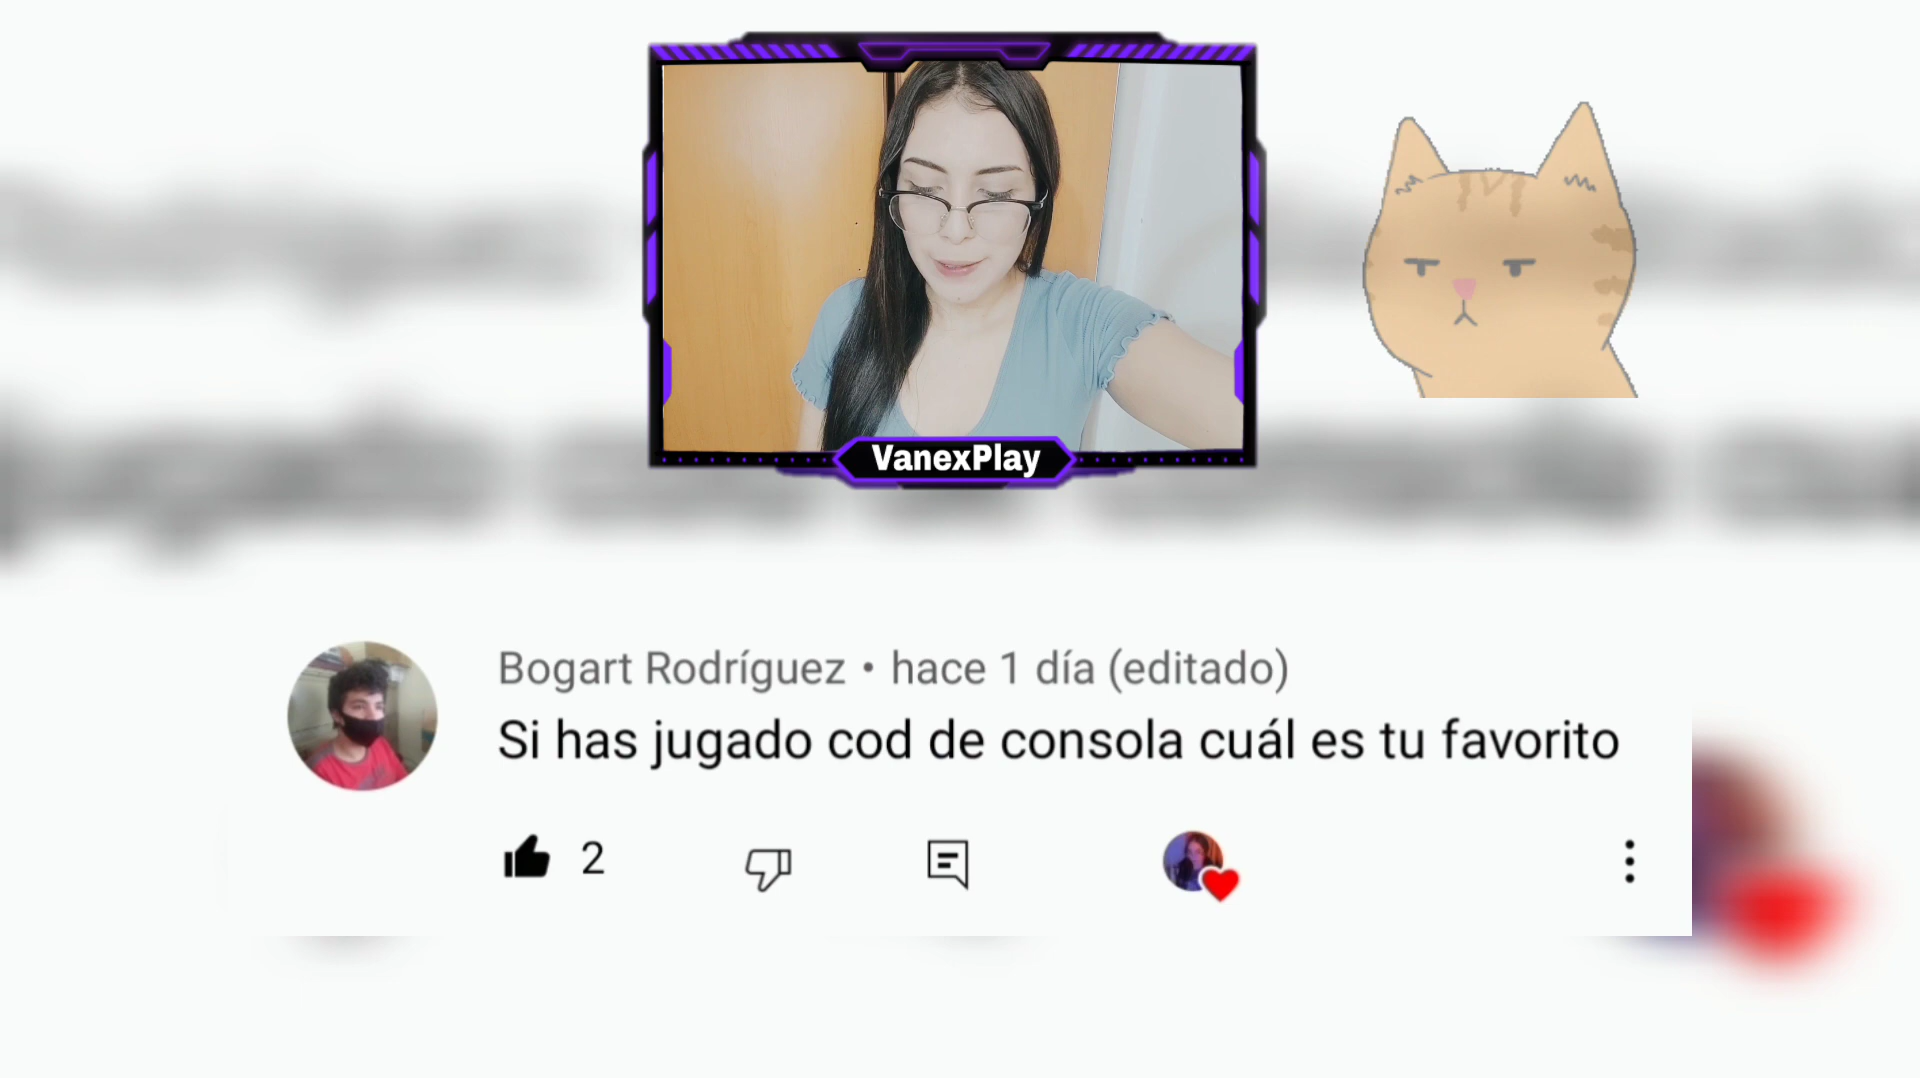 VanexPlay
Bogart Rodríguez • hace 1 día (editado)
Si has jugado cod de consola cuál es tu favorito
2